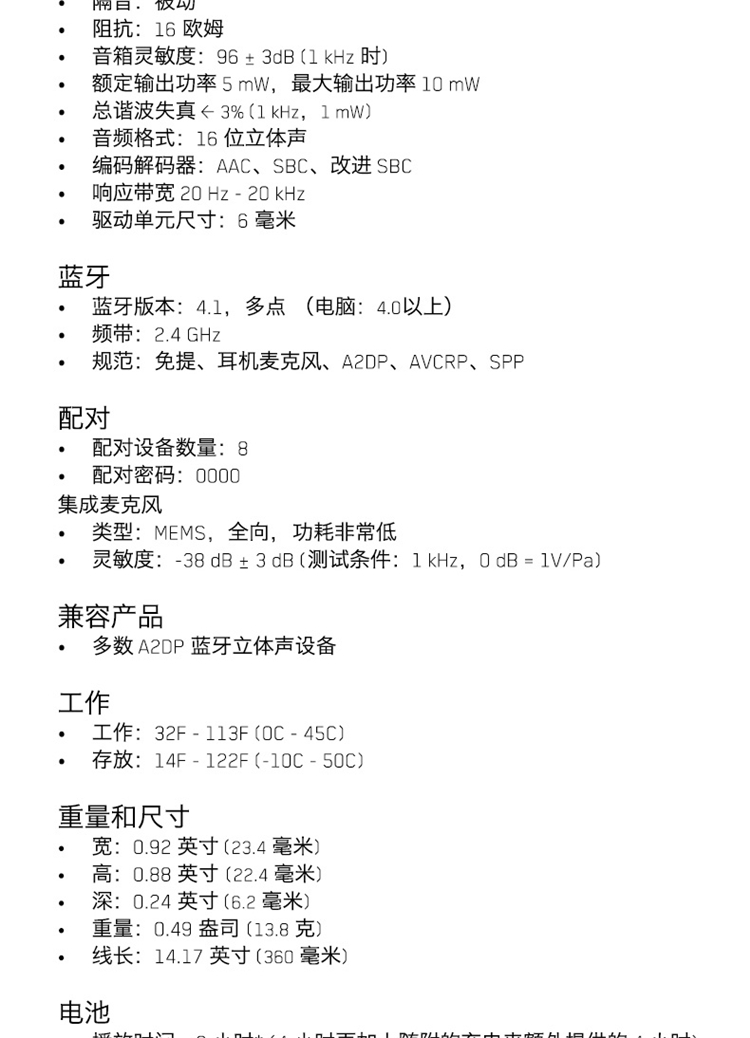 隔音：被动
• 阻抗：16 欧姆
• 音箱灵敏度：96 ± 3dB (1 kHz 时)
• 额定输出功率 5 mW，最大输出功率 10 mW
• 总谐波失真 <- 3% (1 kHz，1 mW)
• 音频格式：16 位立体声
• 编码解码器：AAC、SBC、改进 SBC
• 响应带宽 20 Hz - 20 kHz
• 驱动单元尺寸：6 毫米
蓝牙
• 蓝牙版本：4.1，多点 （电脑：4.0以上）
• 频带：2.4 GHz
• 规范：免提、耳机麦克风、A2DP、AVCRP、SPP
配对
• 配对设备数量：8
• 配对密码：0000
集成麦克风
• 类型：MEMS，全向，功耗非常低
• 灵敏度：-38 dB ± 3 dB (测试条件：1 kHz，0 dB = 1V/Pa)
兼容产品
• 多数 A2DP 蓝牙立体声设备
工作
• 工作：32F - 113F (0C - 45C)
• 存放：14F - 122F (-10C - 50C)
重量和尺寸
• 宽：0.92 英寸 (23.4 毫米)
• 高：0.88 英寸 (22.4 毫米)
• 深：0.24 英寸 (6.2 毫米)
• 重量：0.49 盎司 (13.8 克)
• 线长：14.17 英寸 (360 毫米)
电池